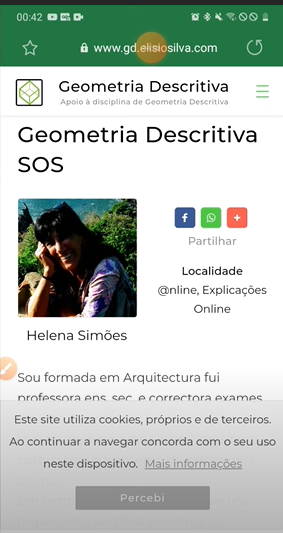 00:42
www.gd.elisiosilva.com
Geometria Descritiva
Apoio à disciplina de Geometria Descritiva
Geometria Descritiva
SOS
Partilhar
Localidade
@nline, Explicações
Online
Helena Simões
Sou formada em Arquitectura fui
professora ens. sec. e correctora exames
Este site utiliza cookies, próprios e de terceiros.
Ao continuar a navegar concorda com o seu uso
neste dispositivo. Mais informações
Percebi